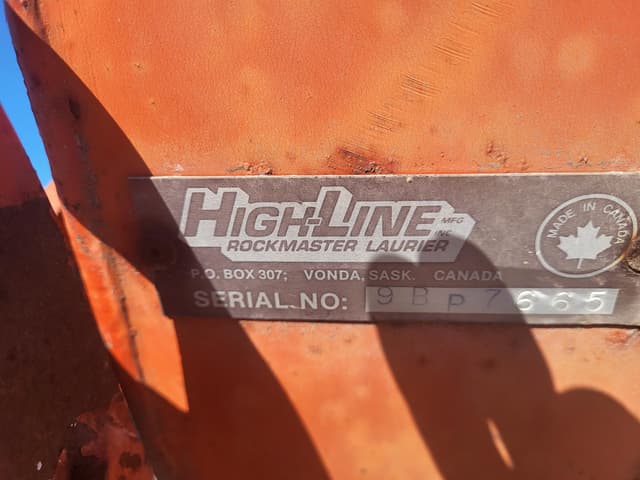 HIGH-LINE MFG INC
ROCKMASTER LAURIER
P.O. BOX 307; VONDA, SASK. CANADA
SERIAL NO: 9BP7665
MADE IN CANADA